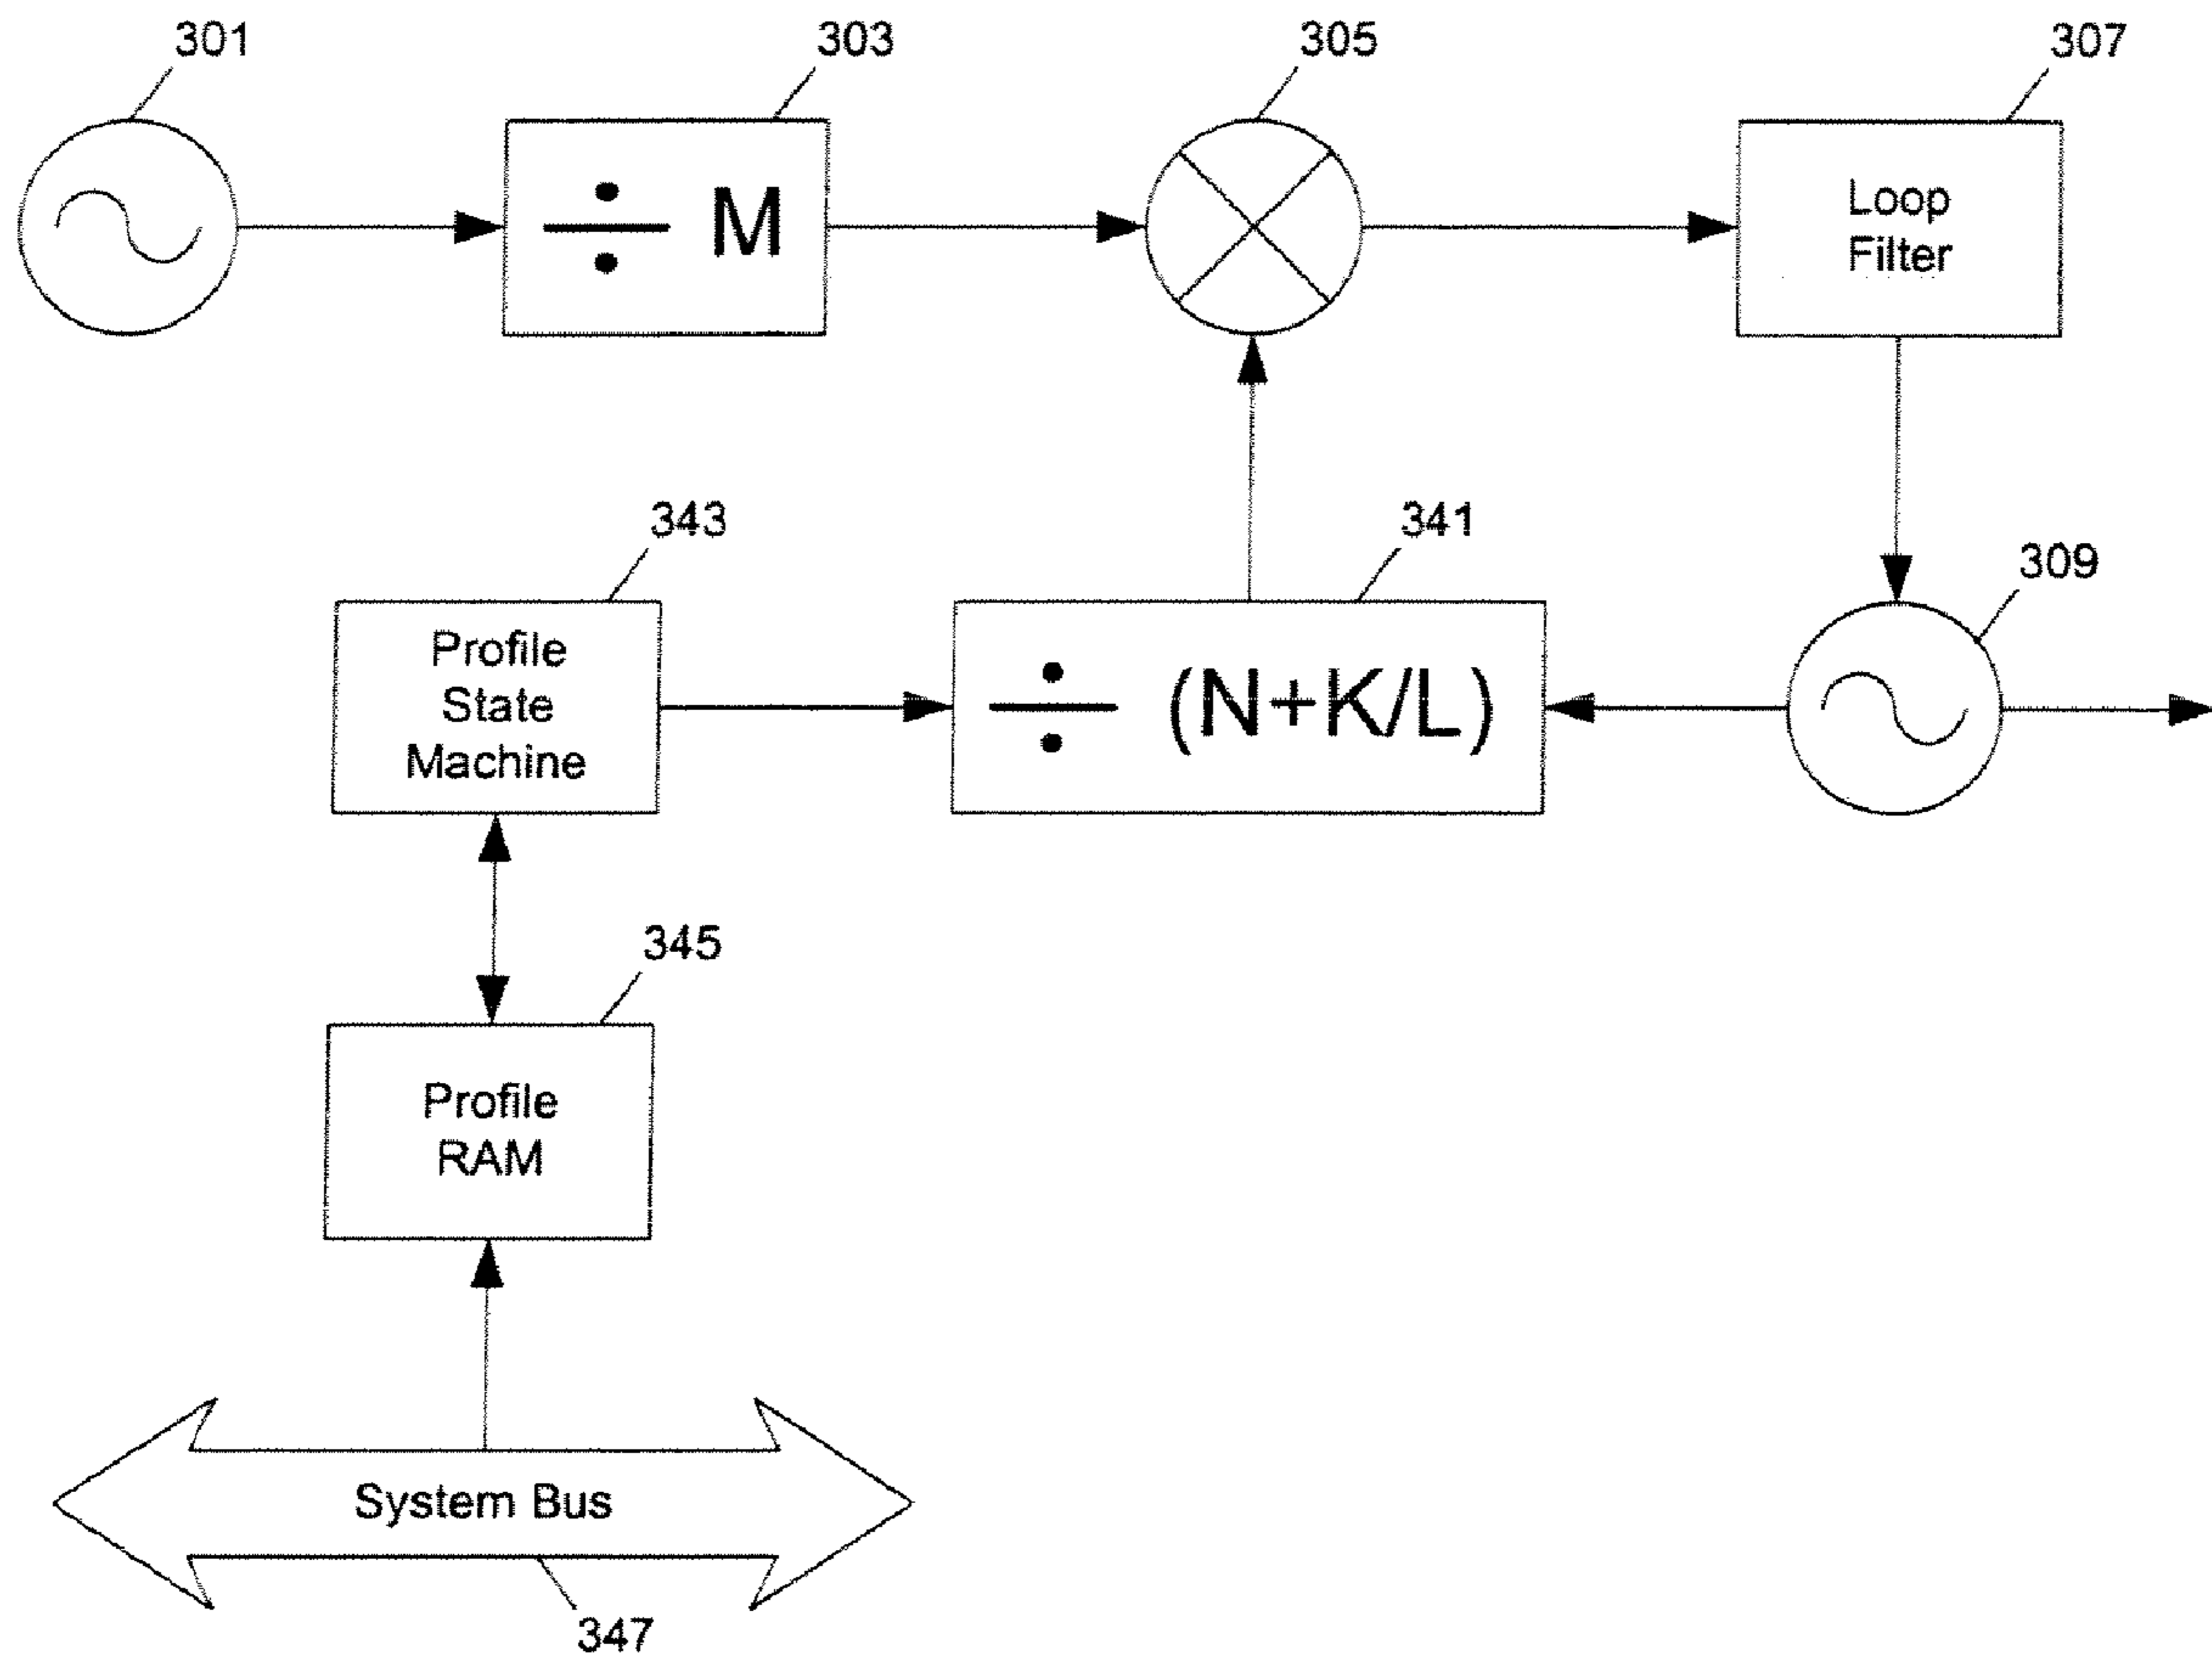 301
303
305
307
÷ M
Loop
Filter
343
341
309
Profile
State
Machine
÷ (N+K/L)
345
Profile
RAM
System Bus
347